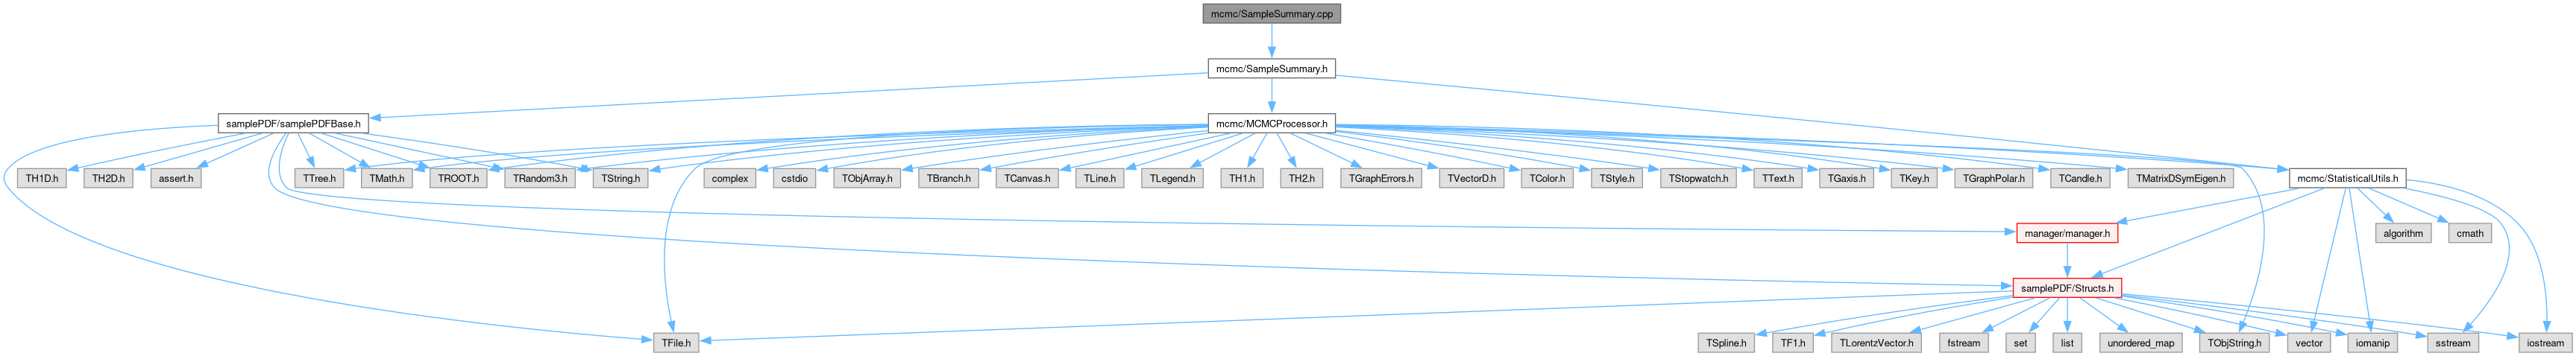 mcmc/SampleSummary.cpp
mcmc/SampleSummary.h
samplePDF/samplePDFBase.h
mcmc/MCMCProcessor.h
TH1D.h
TH2D.h
assert.h
TTree.h
TMath.h
TROOT.h
TRandom3.h
TString.h
complex
cstdio
TObjArray.h
TBranch.h
TCanvas.h
TLine.h
TLegend.h
TH1.h
TH2.h
TGraphErrors.h
TVectorD.h
TColor.h
TStyle.h
TStopwatch.h
TText.h
TGaxis.h
TKey.h
TGraphPolar.h
TCandle.h
TMatrixDSymEigen.h
mcmc/StatisticalUtils.h
manager/manager.h
algorithm
cmath
samplePDF/Structs.h
TFile.h
TSpline.h
TF1.h
TLorentzVector.h
fstream
set
list
unordered_map
TObjString.h
vector
iomanip
sstream
iostream